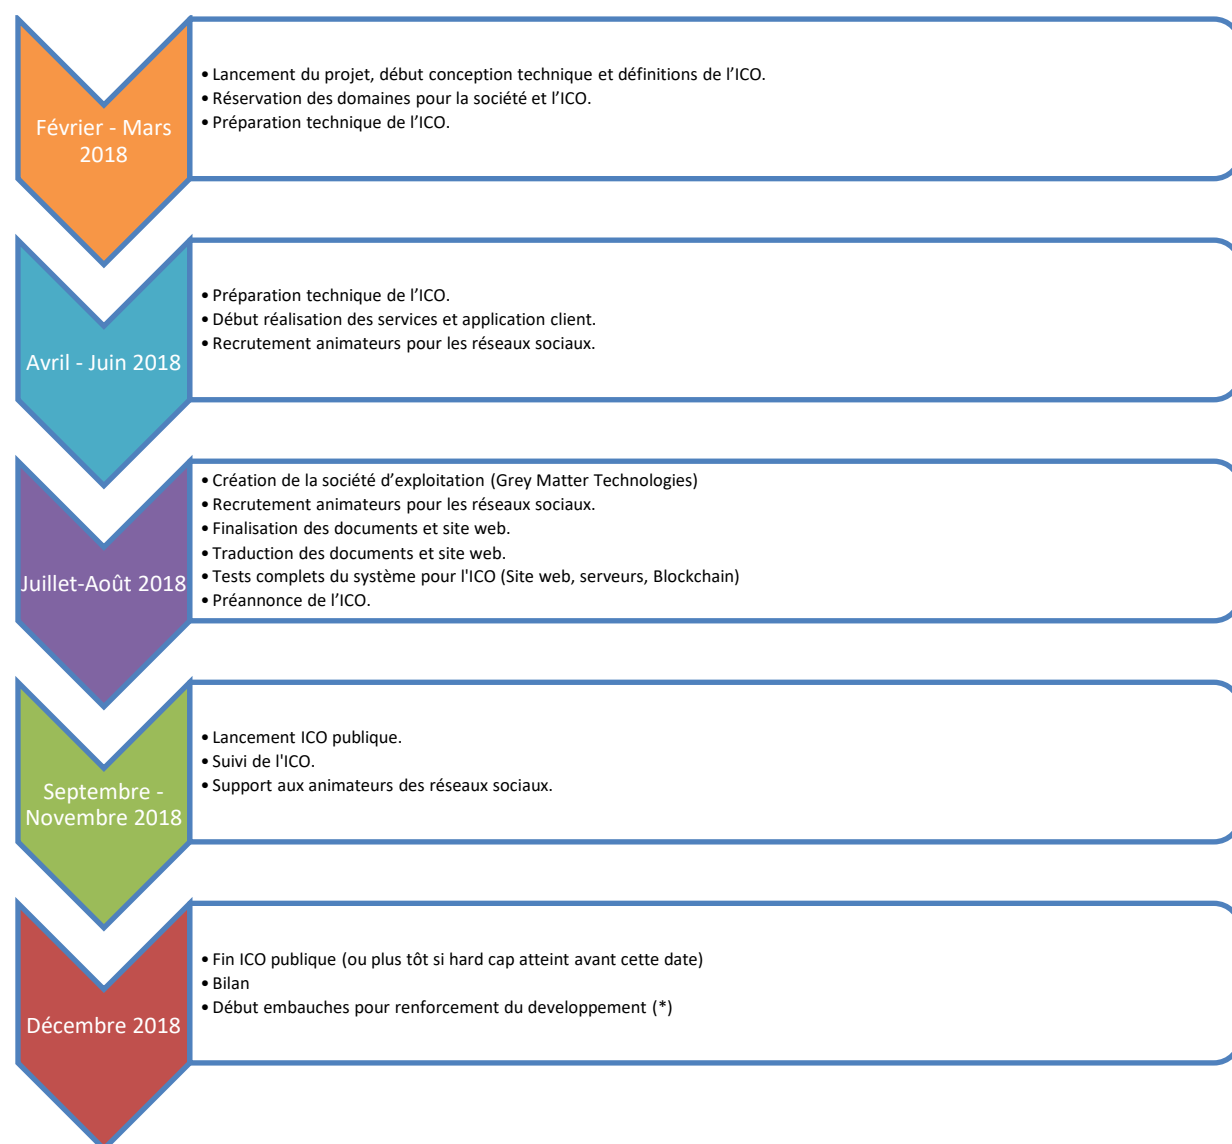 Février - Mars
2018
• Lancement du projet, début conception technique et définitions de l’ICO.
• Réservation des domaines pour la société et l’ICO.
• Préparation technique de l’ICO.
Avril - Juin 2018
• Préparation technique de l’ICO.
• Début réalisation des services et application client.
• Recrutement animateurs pour les réseaux sociaux.
Juillet-Août 2018
• Création de la société d’exploitation (Grey Matter Technologies)
• Recrutement animateurs pour les réseaux sociaux.
• Finalisation des documents et site web.
• Traduction des documents et site web.
• Tests complets du système pour l'ICO (Site web, serveurs, Blockchain)
• Préannonce de l’ICO.
Septembre -
Novembre 2018
• Lancement ICO publique.
• Suivi de l'ICO.
• Support aux animateurs des réseaux sociaux.
Décembre 2018
• Fin ICO publique (ou plus tôt si hard cap atteint avant cette date)
• Bilan
• Début embauches pour renforcement du developpement (*)